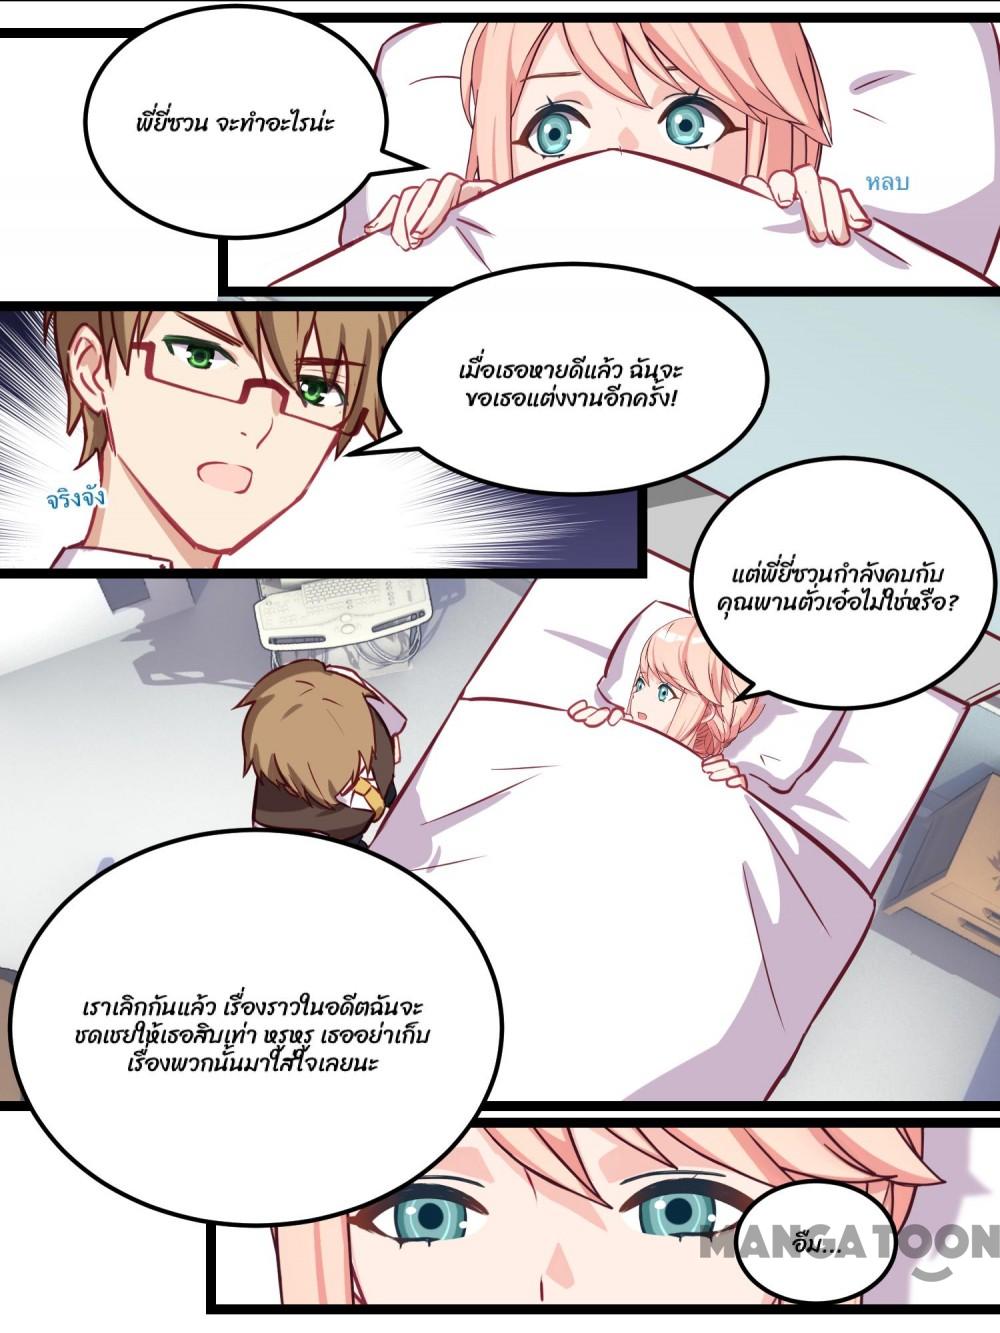 พี่ยี่ซวน จะทำอะไรน่ะ
หลบ
เมื่อเธอหายดีแล้ว ฉันจะ
ขอเธอแต่งงานอีกครั้ง!
จริงจัง
แต่พี่ยี่ซวนกำลังคบกับ
คุณพานตั่วเอ๋อไม่ใช่หรือ?
เราเลิกกันแล้ว เรื่องราวในอดีตฉันจะ
ชดเชยให้เธอสิบเท่า หรูหรู เธออย่าเก็บ
เรื่องพวกนั้นมาใส่ใจเลยนะ
อืม...
MANGATOON